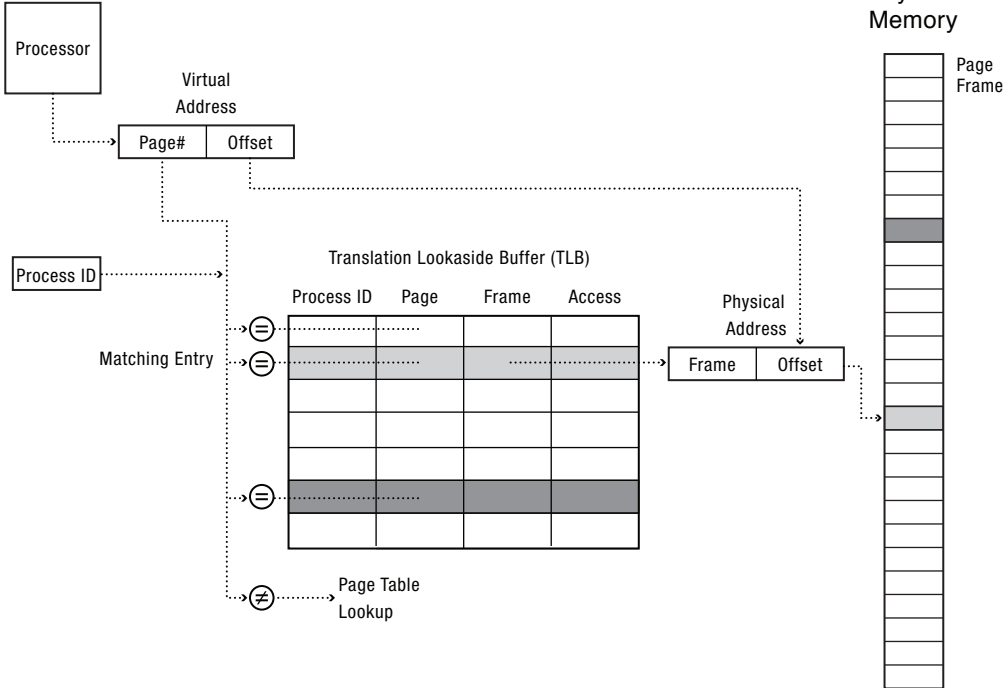 Memory
Processor
Page
Frame
Virtual
Address
Page#
Offset
Process ID
Translation Lookaside Buffer (TLB)
Process ID
Page
Frame
Access
=
Matching Entry
=
Physical
Address
Frame
Offset
=
≠
Page Table
Lookup